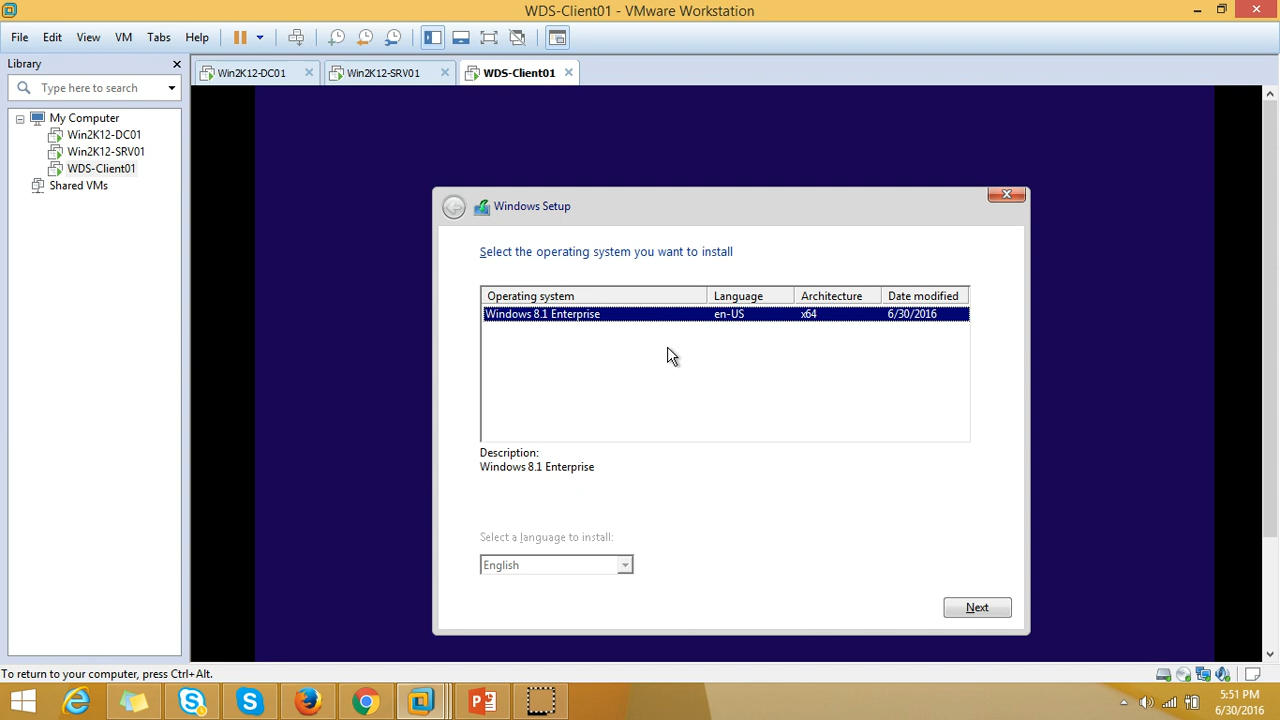 WDS-Client01 - VMware Workstation
File Edit View VM Tabs Help
Library
Type here to search
My Computer
Win2K12-DC01
Win2K12-SRV01
WDS-Client01
Shared VMs
Win2K12-DC01 Win2K12-SRV01 WDS-Client01
Windows Setup
Select the operating system you want to install
Operating system Language Architecture Date modified
Windows 8.1 Enterprise en-US x64 6/30/2016
Description:
Windows 8.1 Enterprise
Select a language to install:
English
Next
To return to your computer, press Ctrl+Alt.
5:51 PM
6/30/2016